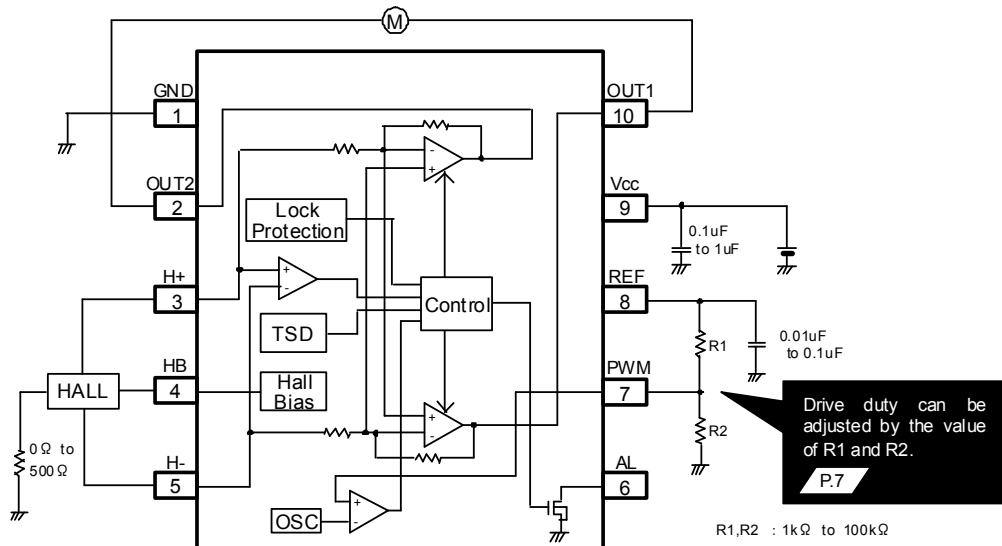 M
GND
1
OUT1
10
OUT2
2
Vcc
9
Lock
Protection
0.1uF
to 1uF
H+
3
REF
8
Control
TSD
R1
0.01uF
to 0.1uF
HALL
HB
4
Hall
Bias
PWM
7
R2
Drive duty can be
adjusted by the value
of R1 and R2.
P.7
0Ω to
500Ω
H-
5
AL
6
OSC
R1,R2 : 1kΩ to 100kΩ
- 
+
+
-
+
-
+
-